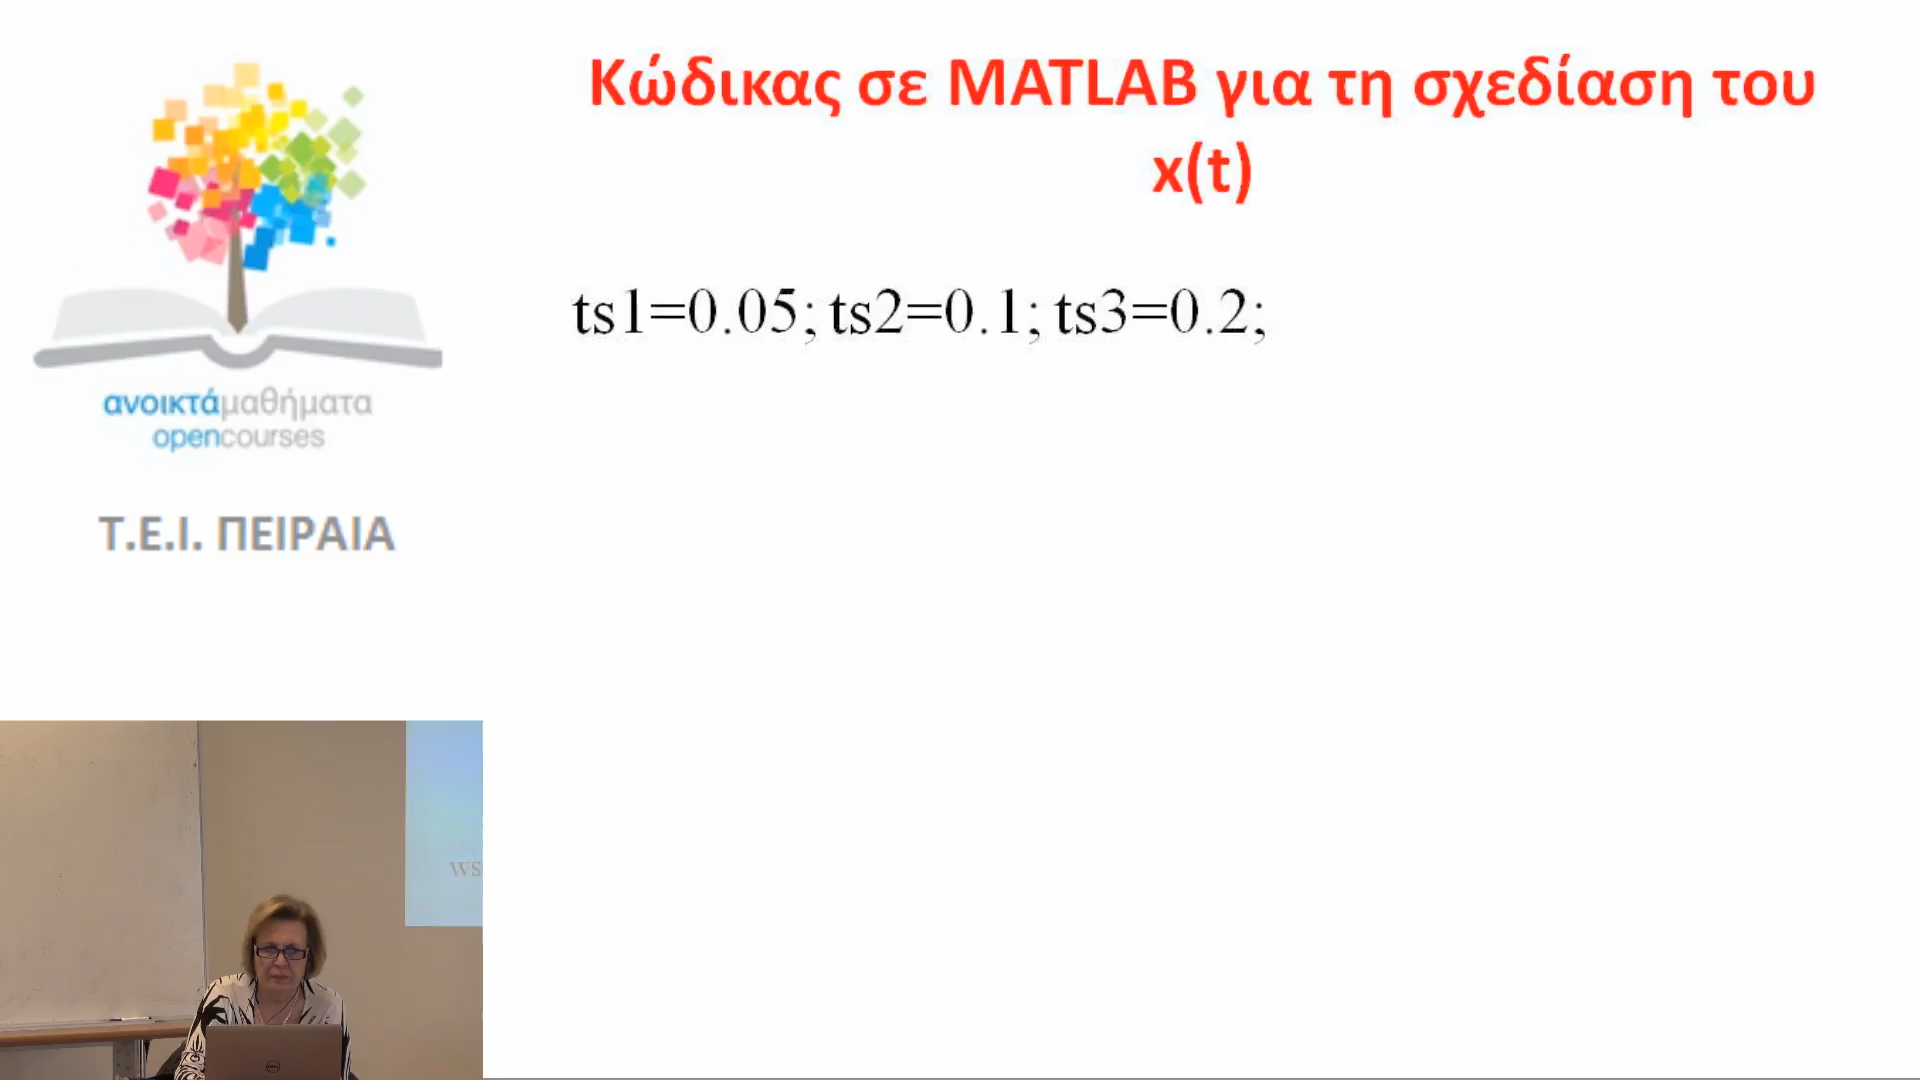 Κώδικας σε MATLAB για τη σχεδίαση του
x(t)
ts1=0.05; ts2=0.1; ts3=0.2;
ανοικτάμαθήματα
opencourses
Τ.Ε.Ι. ΠΕΙΡΑΙΑ
ws